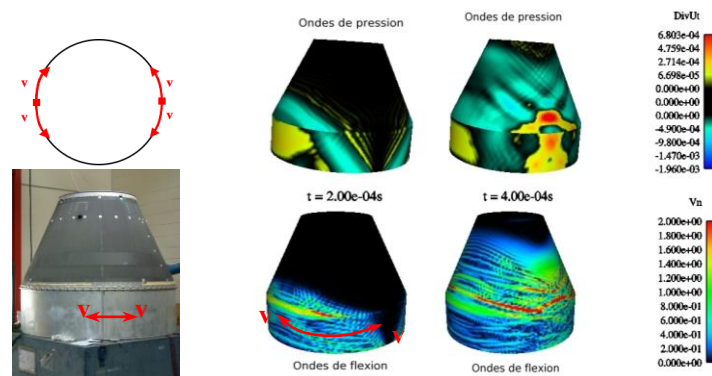 Ondes de pression
Ondes de pression
DivUt
6.803e-04
4.759e-04
2.714e-04
6.698e-05
0.000e+00
0.000e+00
0.000e+00
-4.900e-04
-9.800e-04
-1.470e-03
-1.960e-03
v
v
v
v
t = 2.00e-04s
t = 4.00e-04s
Vn
2.000e+00
1.800e+00
1.600e+00
1.400e+00
1.200e+00
1.000e+00
8.000e-01
6.000e-01
4.000e-01
2.000e-01
0.000e+00
v v
v
v
Ondes de flexion
Ondes de flexion